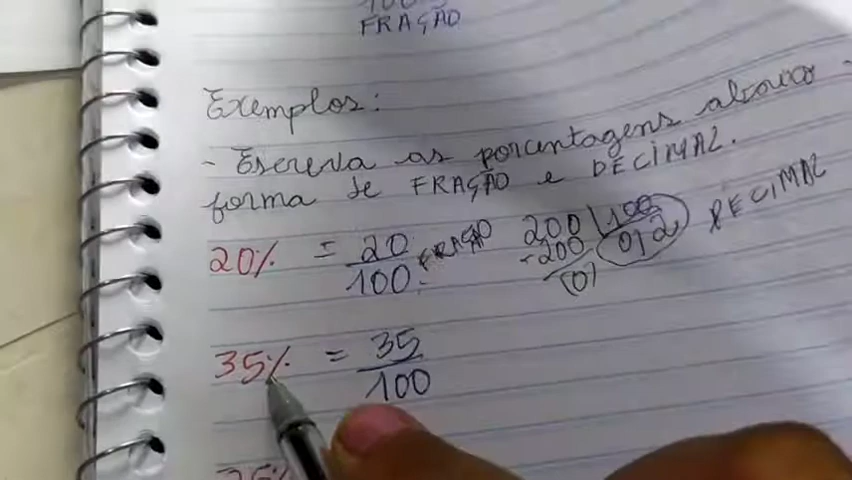 FRAÇÃO
Exemplos:
- Escreva as porcentagens abaixo
forma de FRAÇÃO e DECIMAL.
20% = 20/100 FRAÇÃO 200 | 100 DECIMAL
-200 0,2
(0)
35% = 35/100